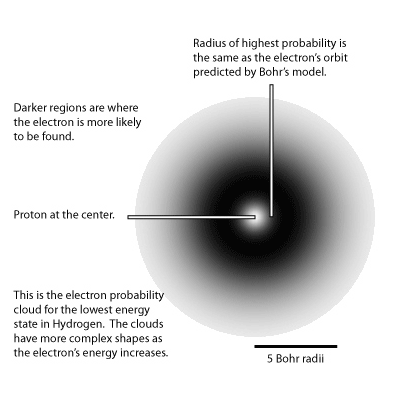 Radius of highest probability is
the same as the electron's orbit
predicted by Bohr's model.
Darker regions are where
the electron is more likely
to be found.
Proton at the center.
This is the electron probability
cloud for the lowest energy
state in Hydrogen.  The clouds
have more complex shapes as
the electron's energy increases.
5 Bohr radii